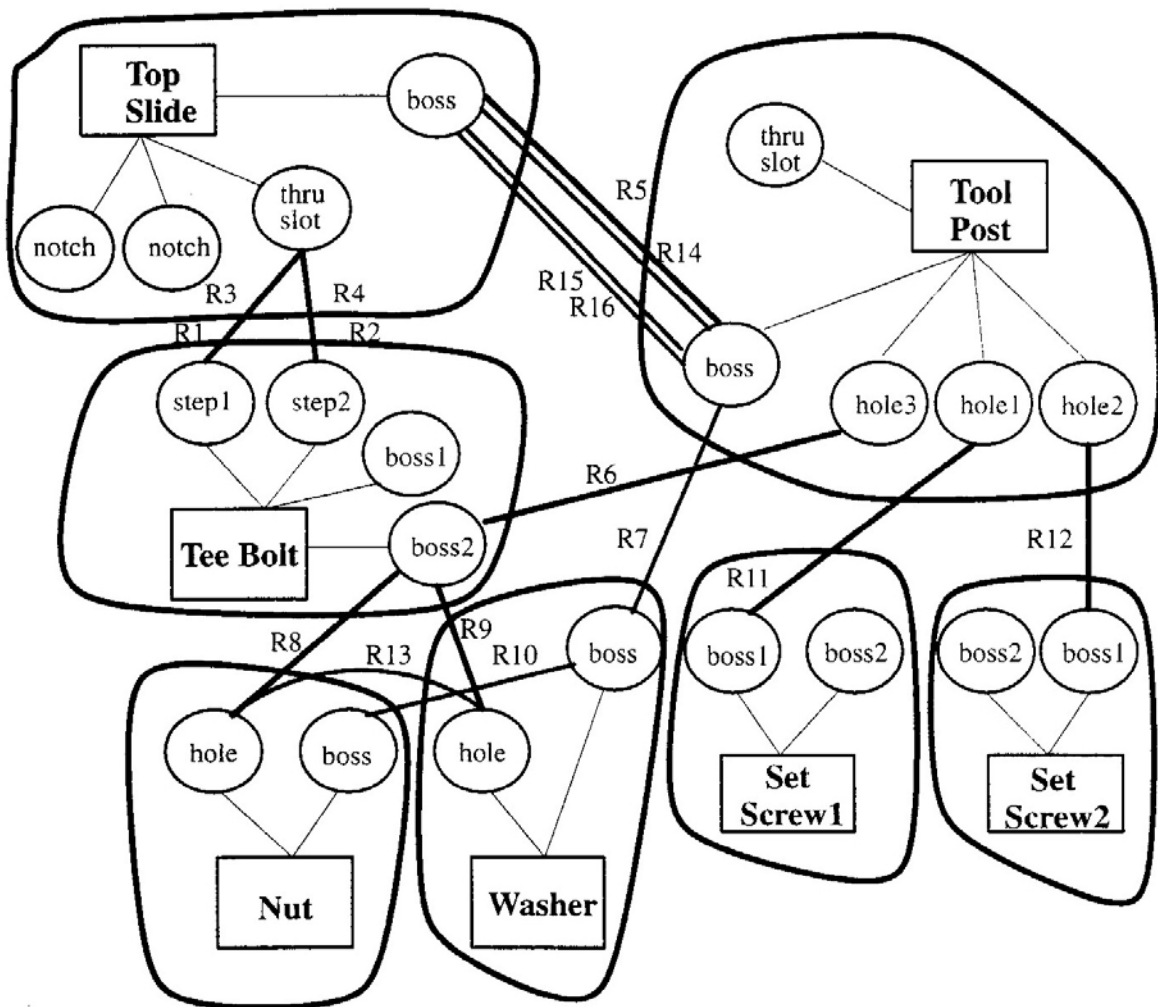 Top
Slide
boss
thru
slot
notch
notch
thru
slot
Tool
Post
R5
R14
R15
R16
R3
R4
R1
R2
boss
hole3
hole1
hole2
step1
step2
boss1
R6
Tee Bolt
boss2
R7
R12
R11
R8
R9
R13
R10
boss
boss1
boss2
boss2
boss1
hole
boss
hole
Set
Screw1
Set
Screw2
Nut
Washer